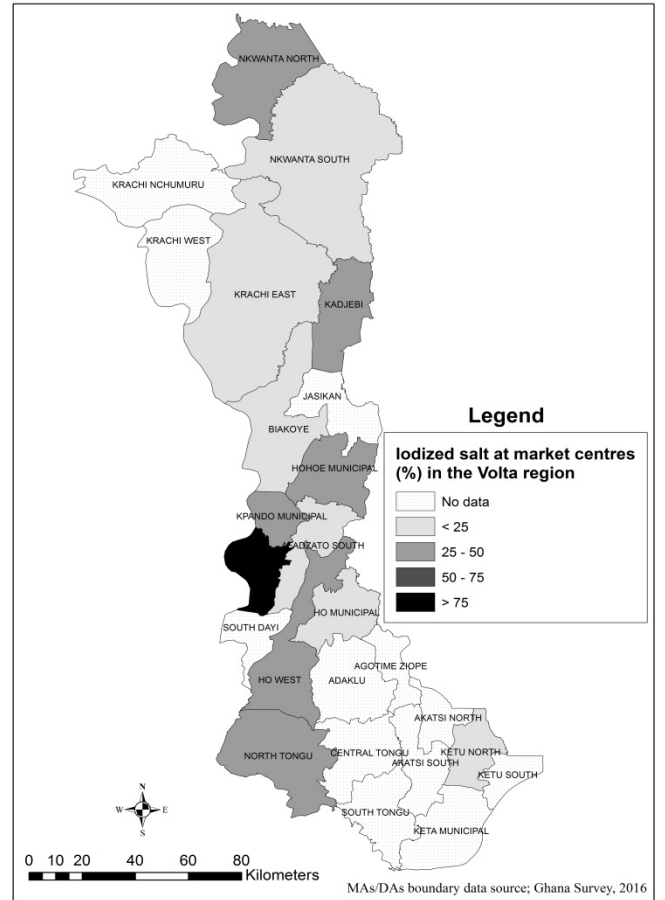 NKWANTA NORTH
NKWANTA SOUTH
KRACHI NCHUMURU
KRACHI WEST
KRACHI EAST
KADJEBI
JASIKAN
BIAKOYE
HOHOE MUNICIPAL
KPANDO MUNICIPAL
AFADZATO SOUTH
HO MUNICIPAL
SOUTH DAYI
AGOTIME ZIOPE
HO WEST
ADAKLU
AKATSI NORTH
NORTH TONGU
CENTRAL TONGU
KETU NORTH
AKATSI SOUTH
KETU SOUTH
SOUTH TONGU
KETA MUNICIPAL
Legend
Iodized salt at market centres
(%) in the Volta region
No data
< 25
25 - 50
50 - 75
> 75
N
W E
S
0 5 10 20 40 60 80
Kilometers
MAs/DAs boundary data source; Ghana Survey, 2016